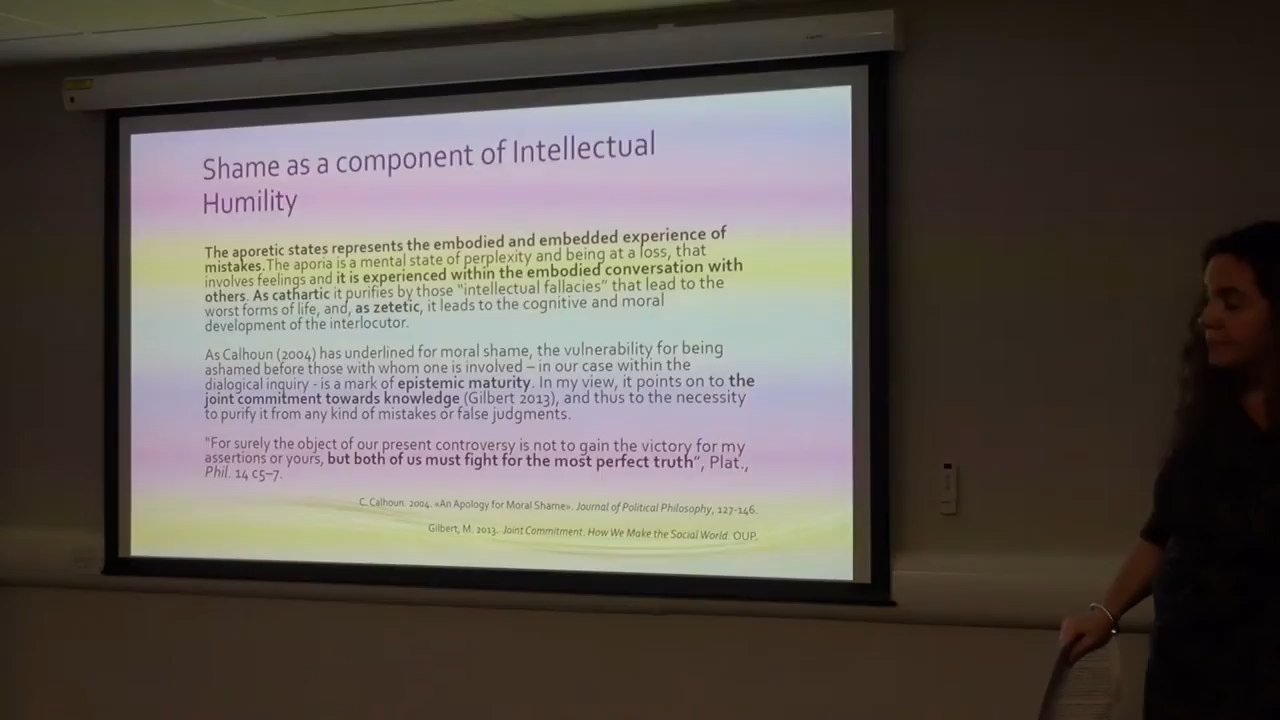 Shame as a component of Intellectual
Humility
The aporetic states represents the embodied and embedded experience of
mistakes. The aporia is a mental state of perplexity and being at a loss, that
involves feelings and it is experienced within the embodied conversation with
others. As cathartic it purifies by those "intellectual fallacies" that lead to the
worst forms of life, and, as zetetic, it leads to the cognitive and moral
development of the interlocutor.
As Calhoun (2004) has underlined for moral shame, the vulnerability for being
ashamed before those with whom one is involved – in our case within the
dialogical inquiry - is a mark of epistemic maturity. In my view, it points on to the
joint commitment towards knowledge (Gilbert 2013), and thus to the necessity
to purify it from any kind of mistakes or false judgments.
"For surely the object of our present controversy is not to gain the victory for my
assertions or yours, but both of us must fight for the most perfect truth", Plat.,
Phil. 14 c5–7.
C. Calhoun. 2004. «An Apology for Moral Shame». Journal of Political Philosophy, 127-146.
Gilbert, M. 2013. Joint Commitment. How We Make the Social World. OUP.